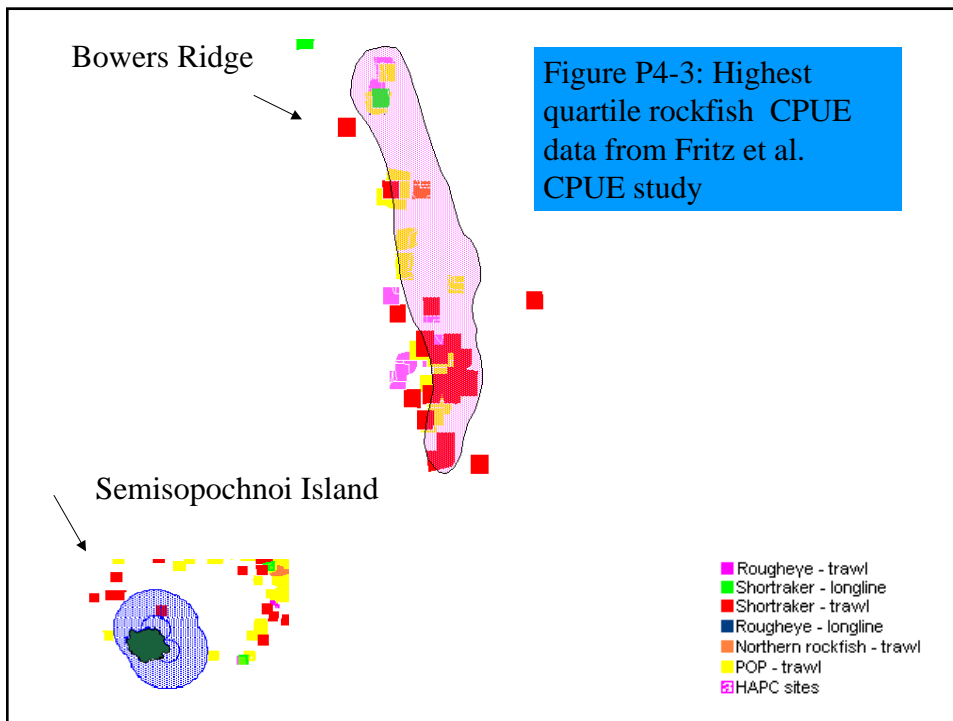 Bowers Ridge
Figure P4-3: Highest
quartile rockfish CPUE
data from Fritz et al.
CPUE study
Semisopochnoi Island
Rougheye - trawl
Shortraker - longline
Shortraker - trawl
Rougheye - longline
Northern rockfish - trawl
POP - trawl
HAPC sites